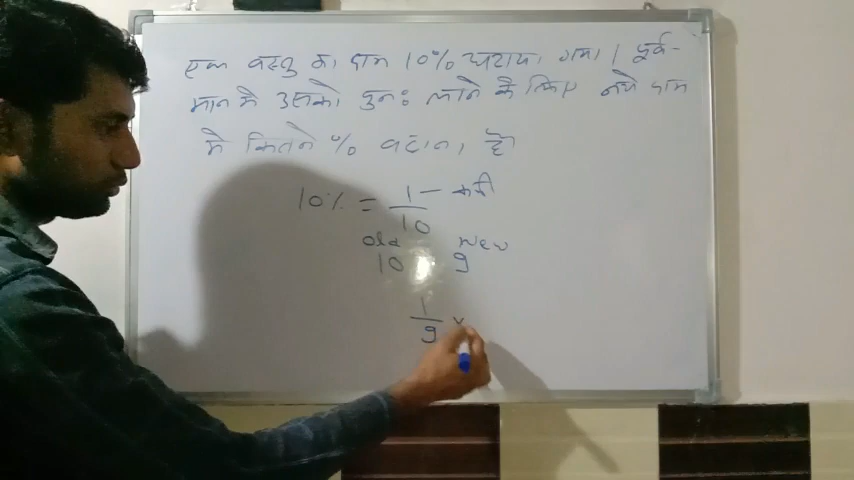 एक वस्तु का दाम 10% घटाया गया। पूर्व-
मान में उसको पुनः लाने के लिए नये दाम
में कितने % बढ़ाना है
10% = 1/10 — कमी
old new
10 9
1/9 ×